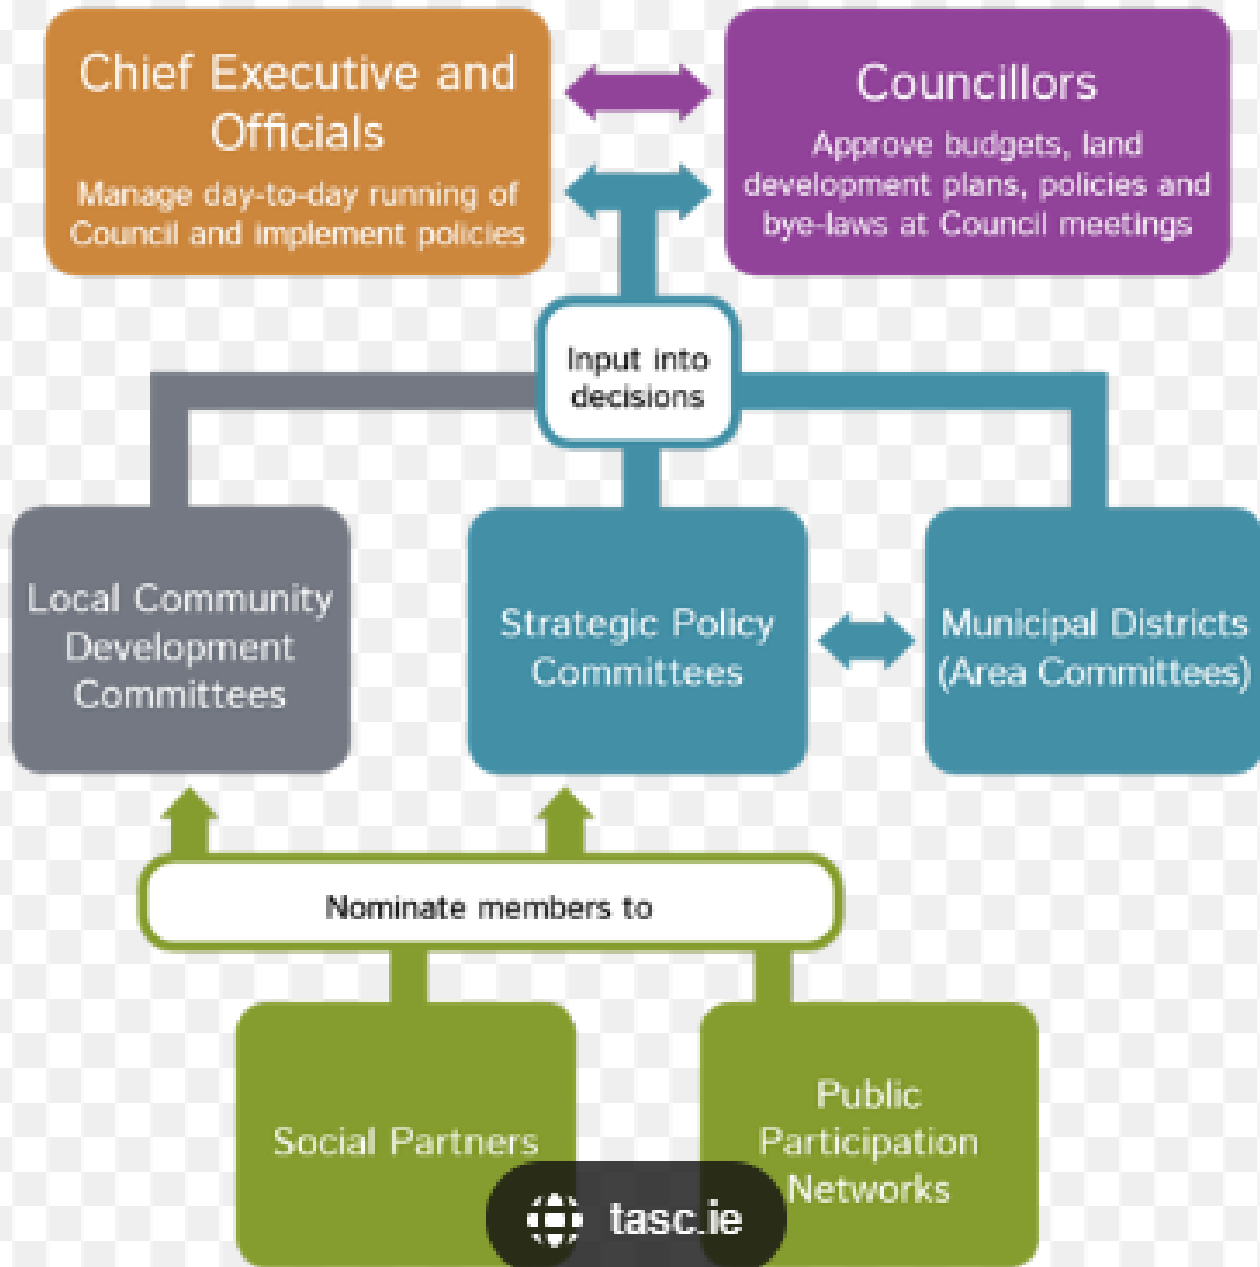 Chief Executive and
Officials
Manage day-to-day running of
Council and implement policies
Councillors
Approve budgets, land
development plans, policies and
bye-laws at Council meetings
Input into
decisions
Local Community
Development
Committees
Strategic Policy
Committees
Municipal Districts
(Area Committees)
Nominate members to
Social Partners
Public
Participation
Networks
tasc.ie